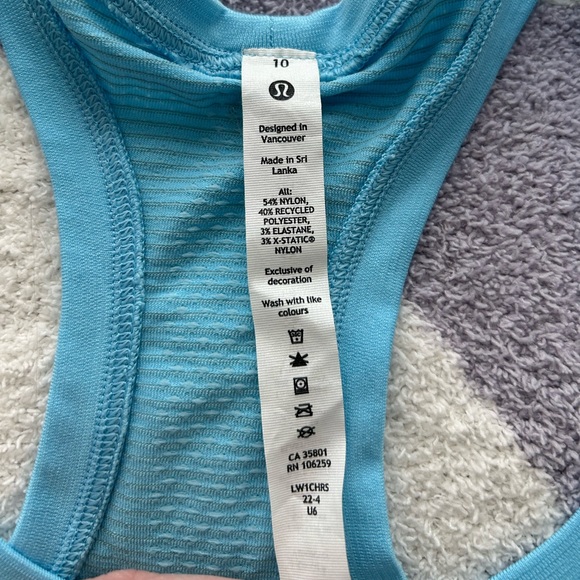 10
Designed in
Vancouver
Made in Sri
Lanka
All:
54% NYLON,
40% RECYCLED
POLYESTER,
3% ELASTANE,
3% X-STATIC®
NYLON
Exclusive of
decoration
Wash with like
colours
CA 35801
RN 106259
LW1CHRS
22-4
U6